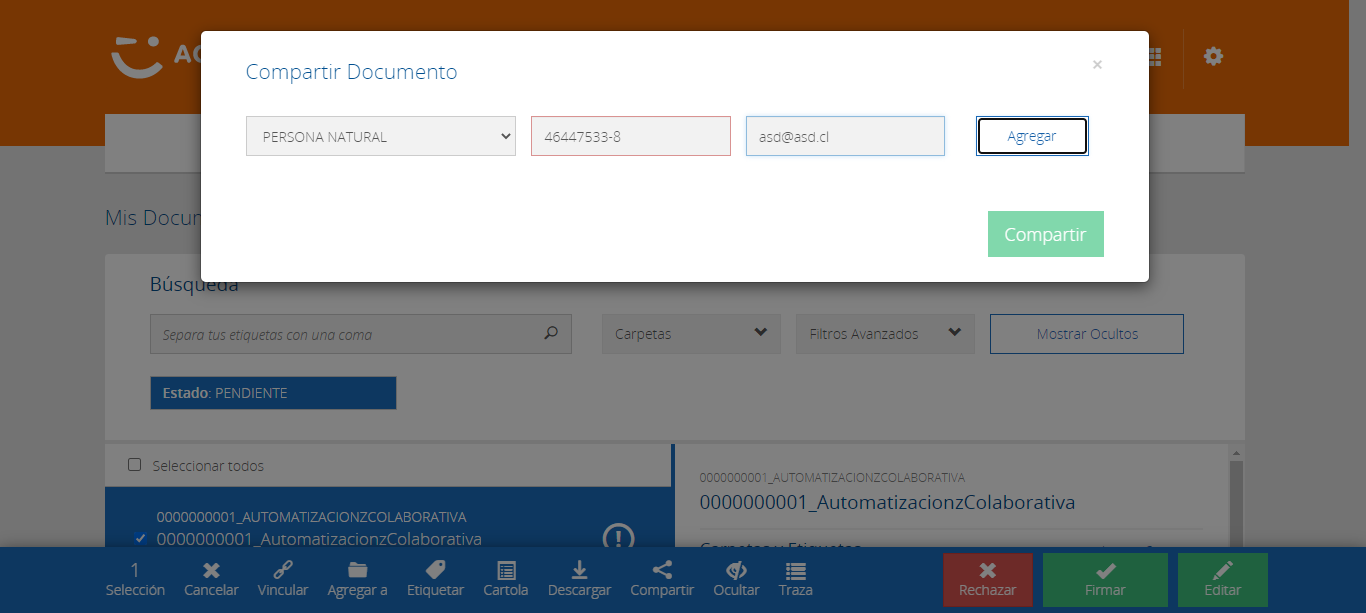 Compartir Documento
×
PERSONA NATURAL
46447533-8
asd@asd.cl
Agregar
Compartir
Mis
Búsqueda
Separa tus etiquetas con una coma
Carpetas
Filtros Avanzados
Mostrar Ocultos
Estado: PENDIENTE
Seleccionar todos
0000000001_AUTOMATIZACIONZCOLABORATIVA
0000000001_AutomatizacionzColaborativa
0000000001_AUTOMATIZACIONZCOLABORATIVA
0000000001_AutomatizacionzColaborativa
Carpetas y Etiquetas
1
Selección
Cancelar
Vincular
Agregar a
Etiquetar
Cartola
Descargar
Compartir
Ocultar
Traza
Rechazar
Firmar
Editar